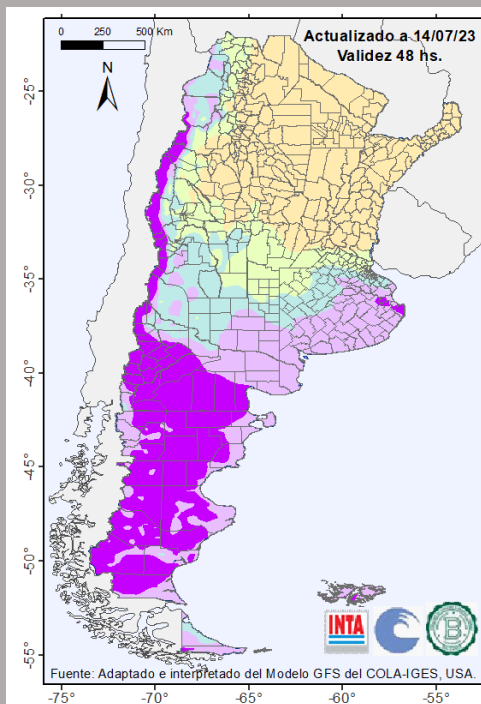 0 250 500 Km
Actualizado a 14/07/23
Validez 48 hs.
N
-25°
-30°
-35°
-40°
-45°
-50°
-55°
INTA
B
Fuente: Adaptado e interpretado del Modelo GFS del COLA-IGES, USA.
-75° -70° -65° -60° -55°